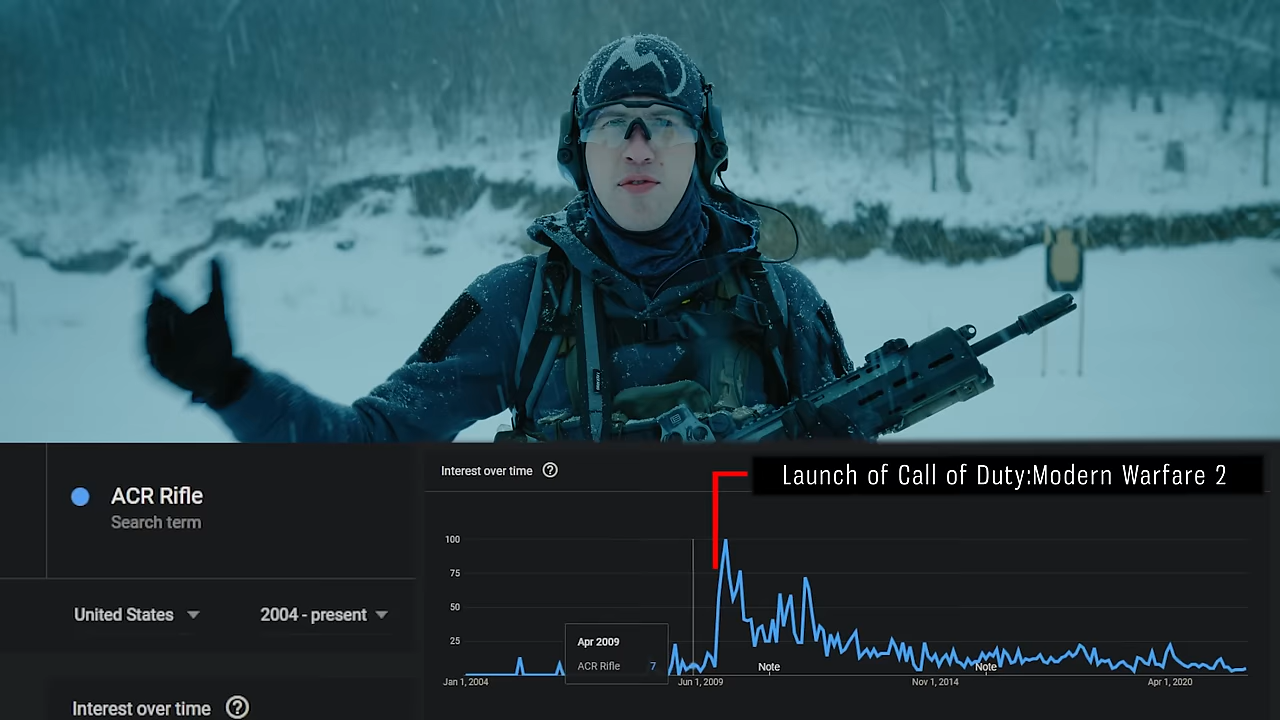 Interest over time ?
Launch of Call of Duty:Modern Warfare 2
ACR Rifle
Search term
United States
2004 - present
100
75
50
25
Apr 2009
ACR Rifle 7
Note
Note
Jan 1, 2004
Jun 1, 2009
Nov 1, 2014
Apr 1, 2020
Interest over time ?